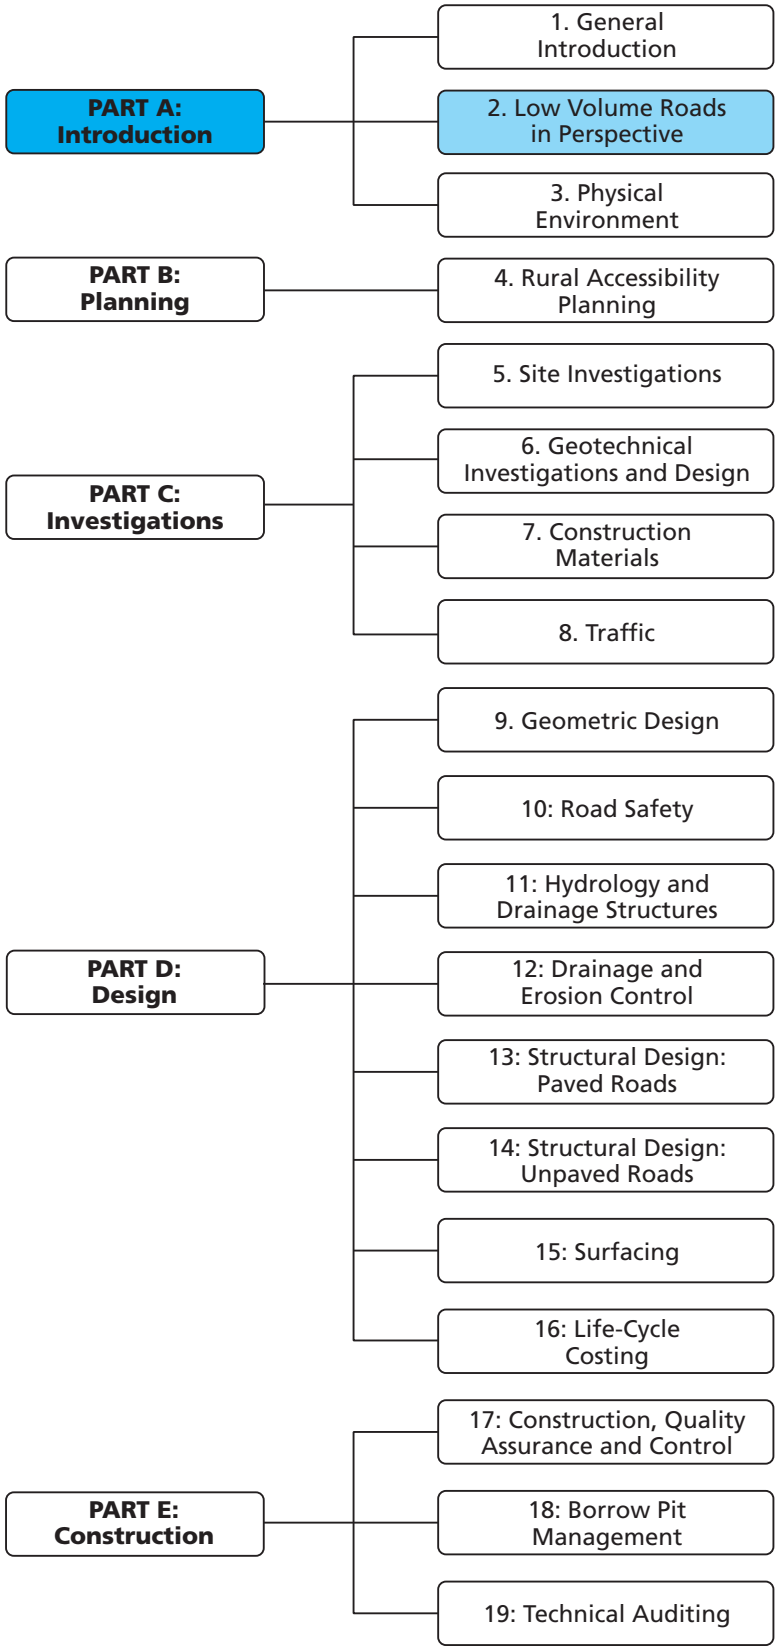 PART A:
Introduction
1. General
Introduction
2. Low Volume Roads
in Perspective
3. Physical
Environment
PART B:
Planning
4. Rural Accessibility
Planning
PART C:
Investigations
5. Site Investigations
6. Geotechnical
Investigations and Design
7. Construction
Materials
8. Traffic
PART D:
Design
9. Geometric Design
10: Road Safety
11: Hydrology and
Drainage Structures
12: Drainage and
Erosion Control
13: Structural Design:
Paved Roads
14: Structural Design:
Unpaved Roads
15: Surfacing
16: Life-Cycle
Costing
PART E:
Construction
17: Construction, Quality
Assurance and Control
18: Borrow Pit
Management
19: Technical Auditing